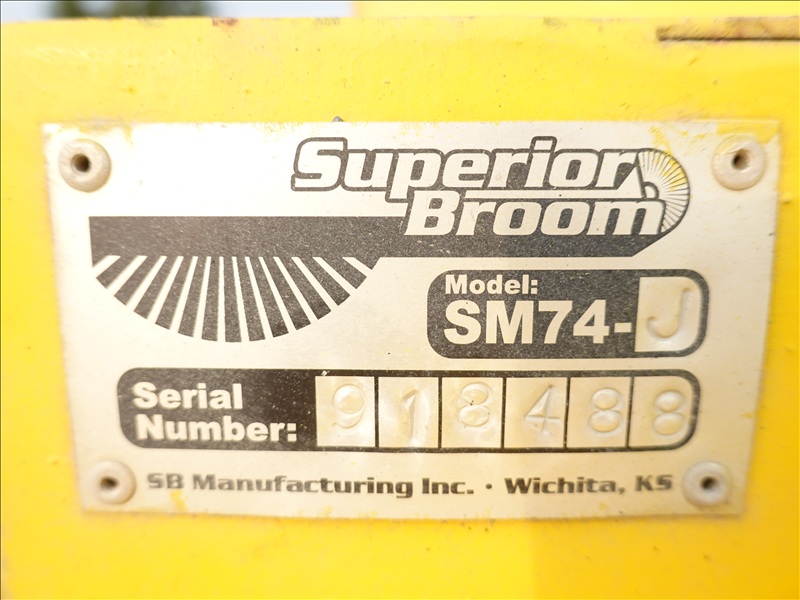 Superior
Broom
Model:
SM74-J
Serial
Number: 918488
SB Manufacturing Inc. · Wichita, KS